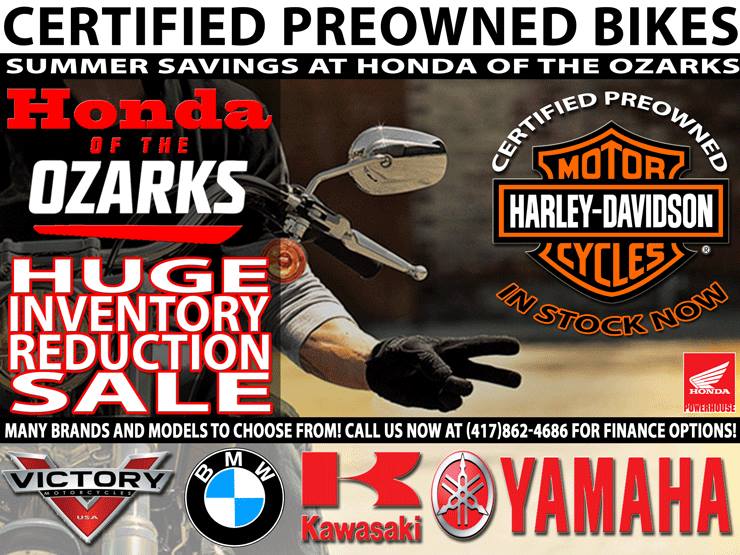 CERTIFIED PREOWNED BIKES
SUMMER SAVINGS AT HONDA OF THE OZARKS
Honda
OF THE
OZARKS
CERTIFIED PREOWNED
MOTOR
HARLEY-DAVIDSON
CYCLES
®
IN STOCK NOW
HUGE
INVENTORY
REDUCTION
SALE
HONDA
POWERHOUSE
MANY BRANDS AND MODELS TO CHOOSE FROM! CALL US NOW AT (417)862-4686 FOR FINANCE OPTIONS!
VICTORY
MOTORCYCLES
USA
BMW
K
Kawasaki
YAMAHA